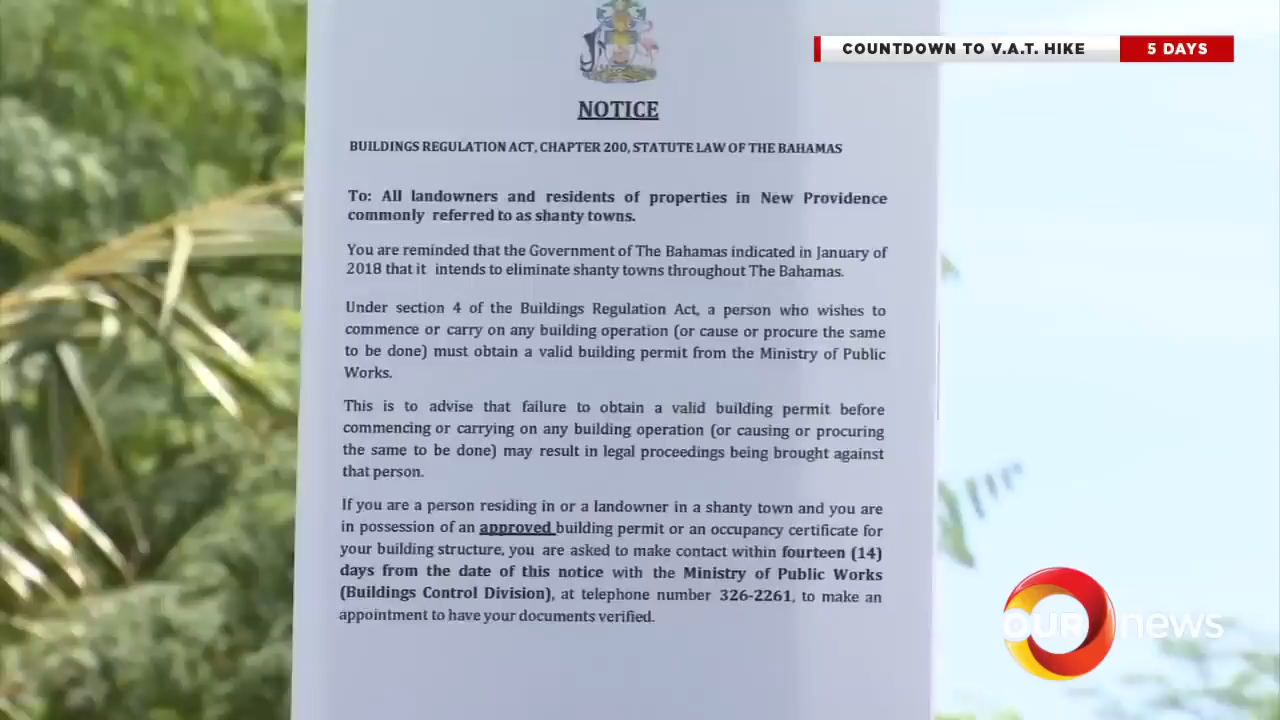 COUNTDOWN TO V.A.T. HIKE 5 DAYS
NOTICE
BUILDINGS REGULATION ACT, CHAPTER 200, STATUTE LAW OF THE BAHAMAS
To: All landowners and residents of properties in New Providence
commonly referred to as shanty towns.
You are reminded that the Government of The Bahamas indicated in January of
2018 that it intends to eliminate shanty towns throughout The Bahamas.
Under section 4 of the Buildings Regulation Act, a person who wishes to
commence or carry on any building operation (or cause or procure the same
to be done) must obtain a valid building permit from the Ministry of Public
Works.
This is to advise that failure to obtain a valid building permit before
commencing or carrying on any building operation (or causing or procuring
the same to be done) may result in legal proceedings being brought against
that person.
If you are a person residing in or a landowner in a shanty town and you are
in possession of an approved building permit or an occupancy certificate for
your building structure, you are asked to make contact within fourteen (14)
days from the date of this notice with the Ministry of Public Works
(Buildings Control Division), at telephone number 326-2261, to make an
appointment to have your documents verified.
OUR news